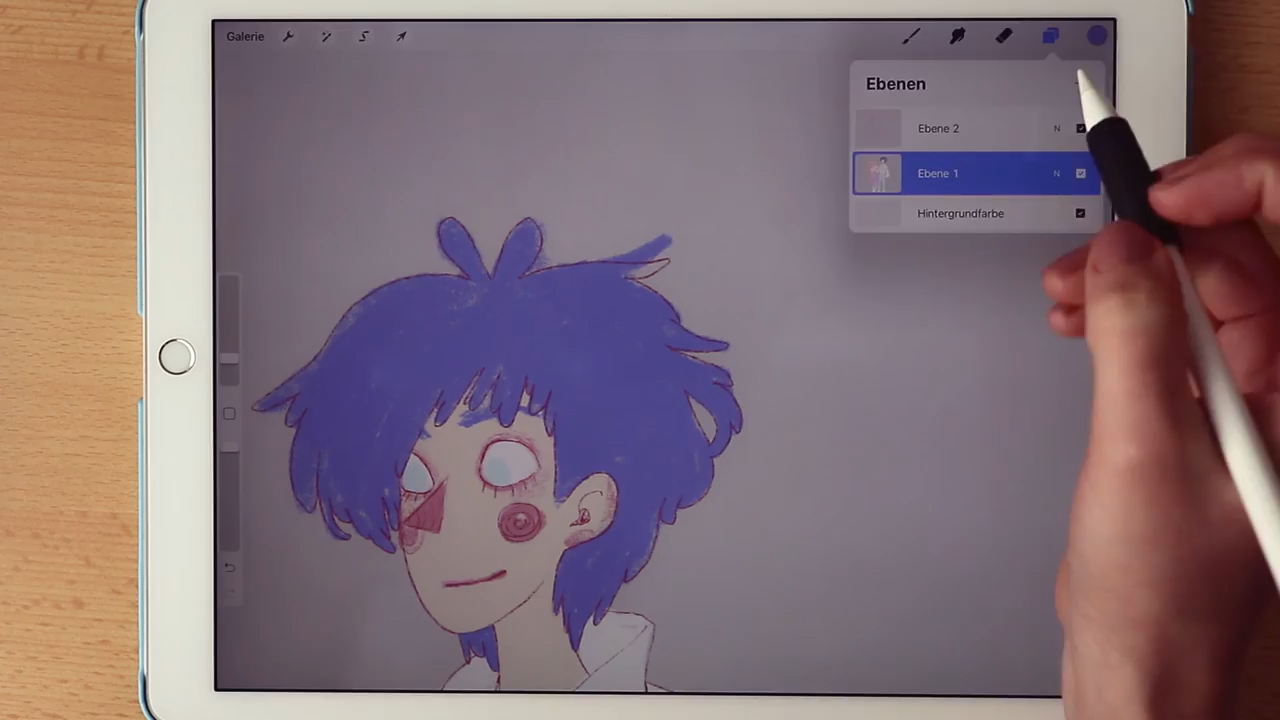 Galerie
Ebenen
Ebene 2 N
Ebene 1 N
Hintergrundfarbe